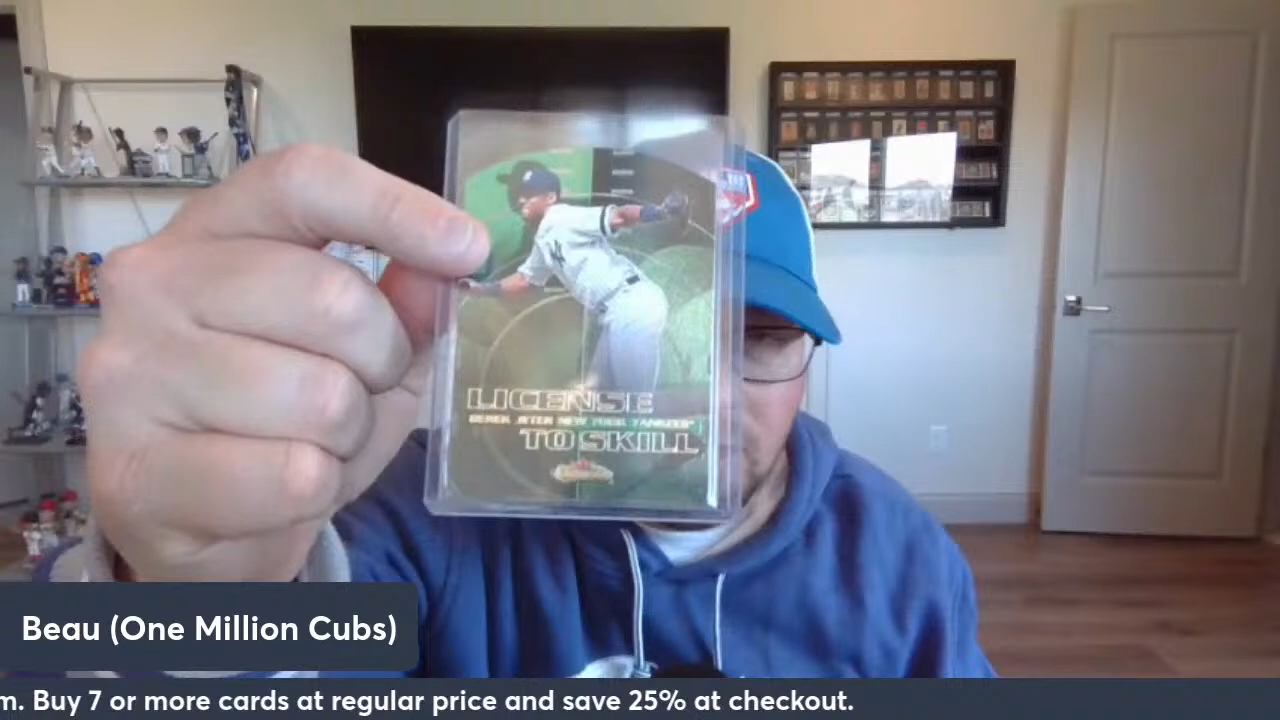 LICENSE
DEREK JETER NEW YORK YANKEES
TO SKILL
Beau (One Million Cubs)
m. Buy 7 or more cards at regular price and save 25% at checkout.